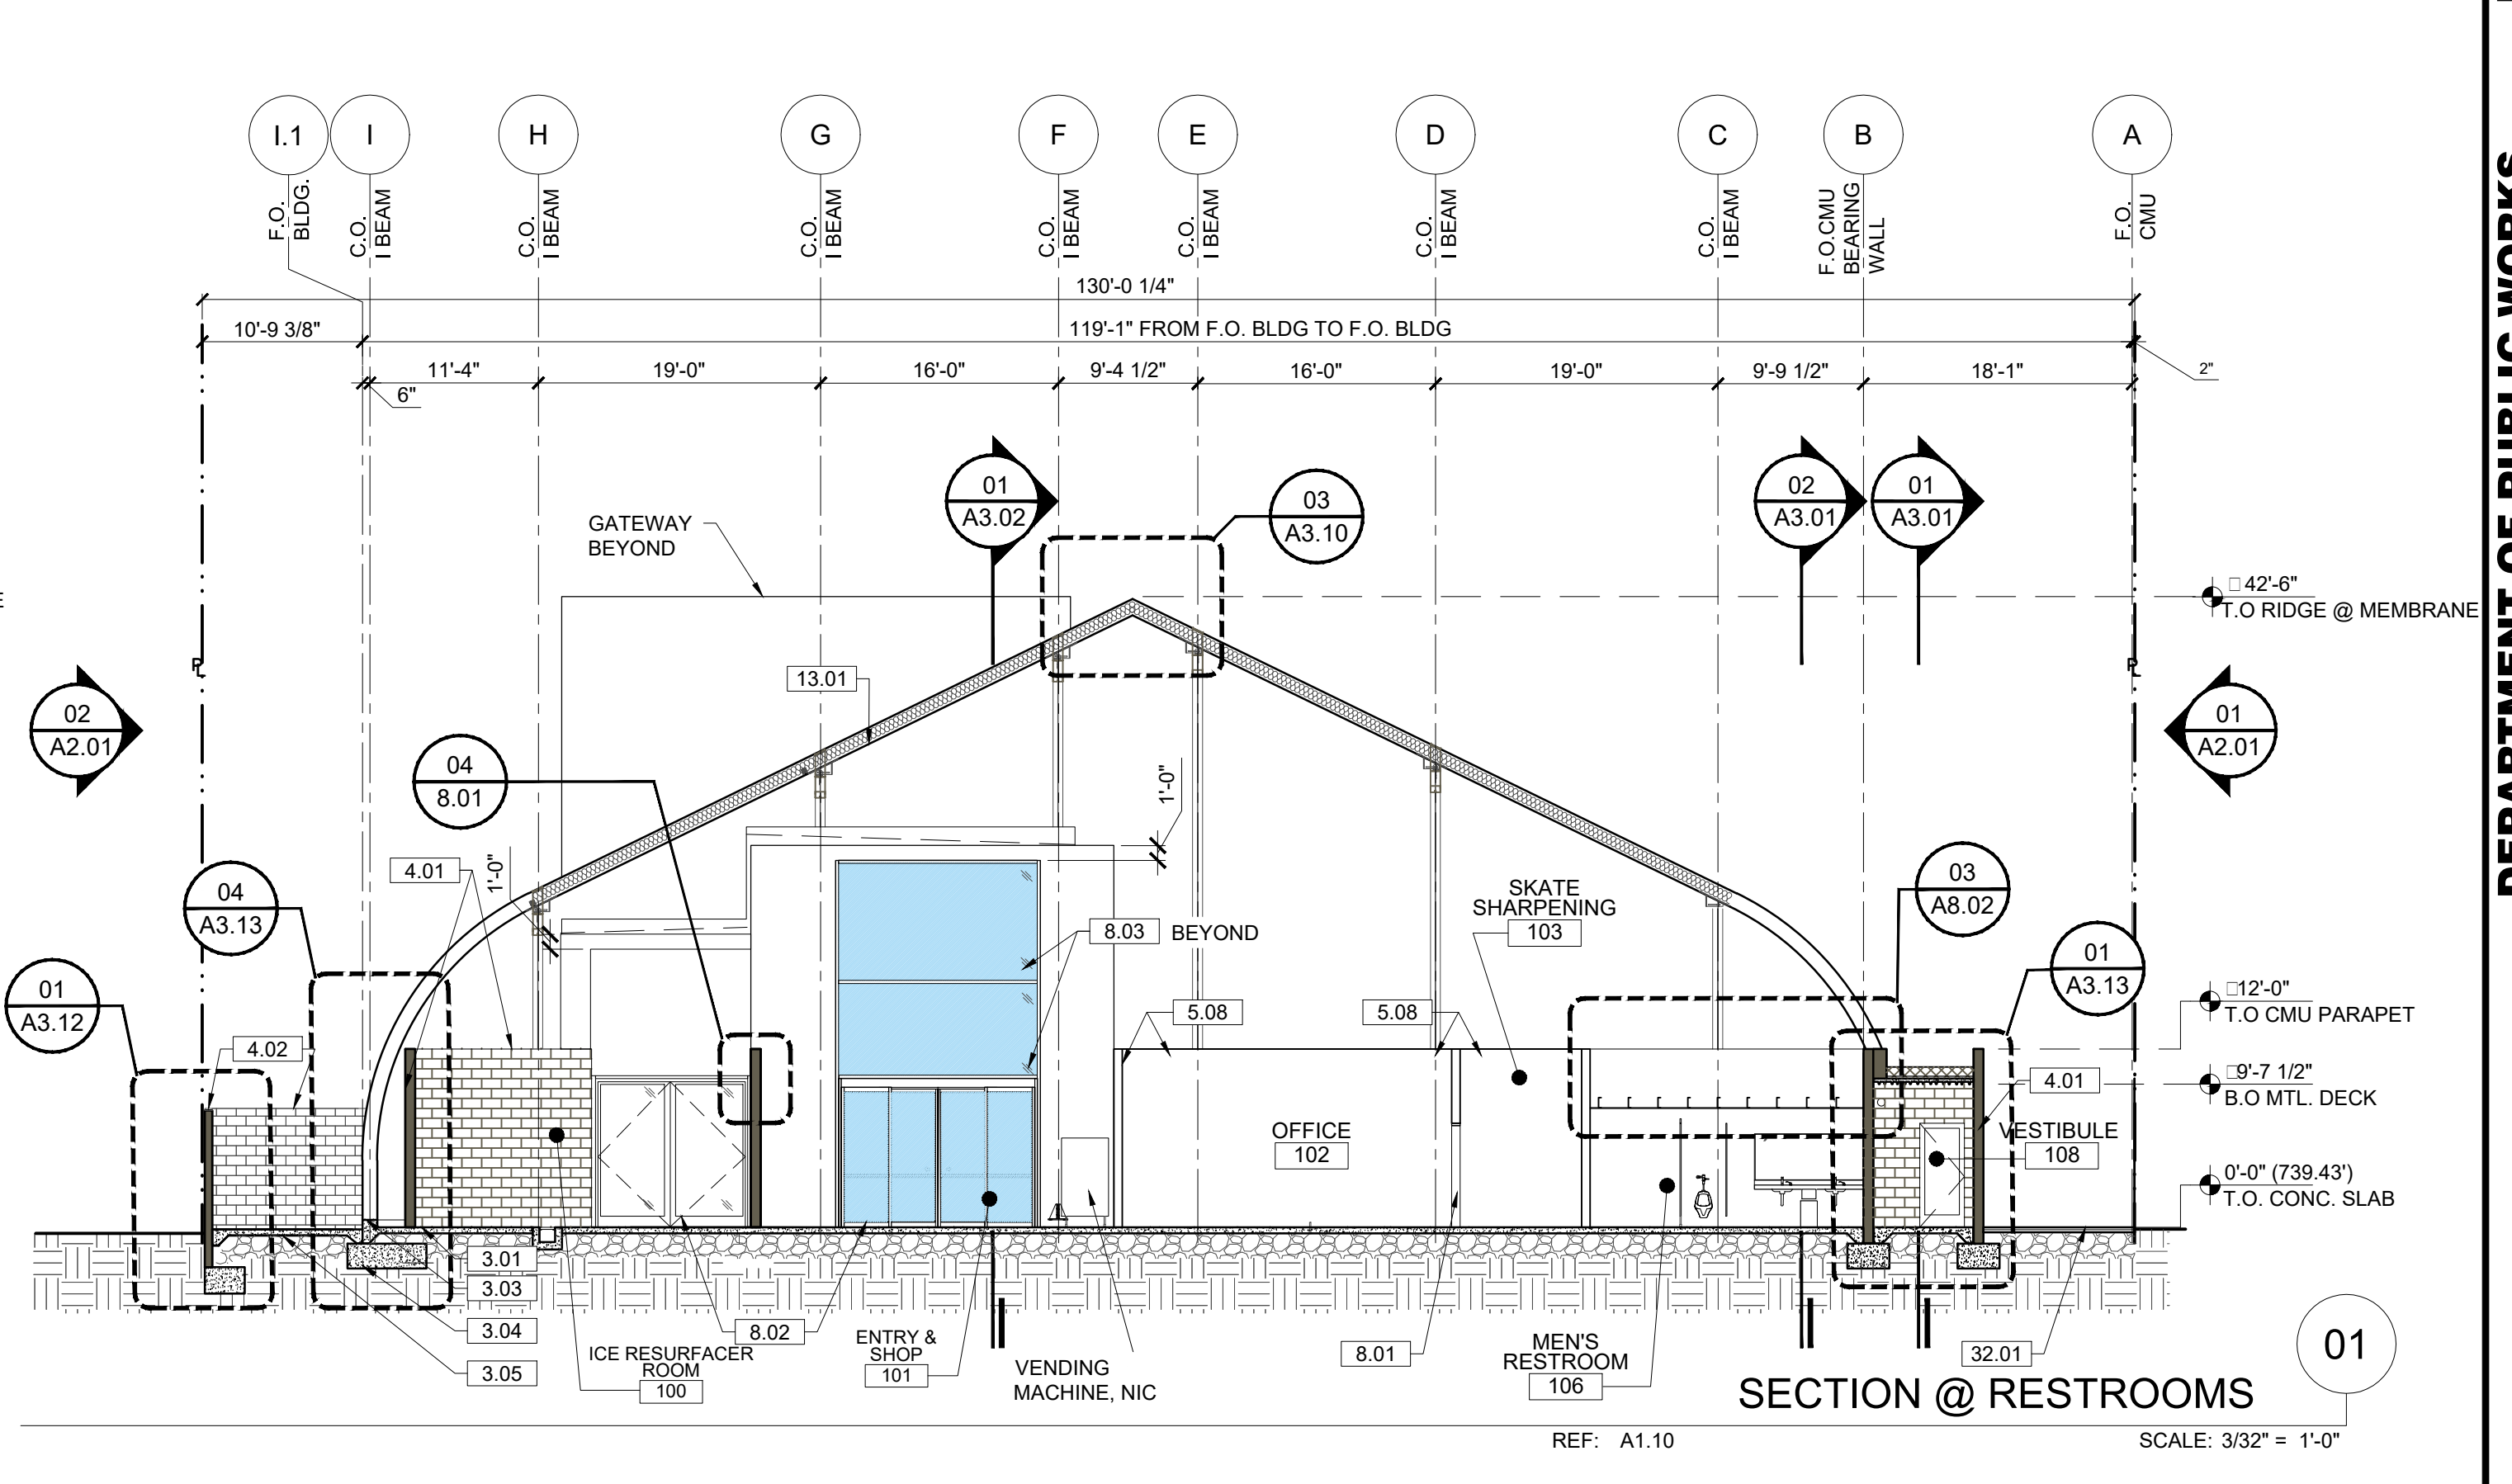 I.1
I
H
G
F
E
D
C
B
A
F.O.
BLDG.
C.O.
I BEAM
C.O.
I BEAM
C.O.
I BEAM
C.O.
I BEAM
C.O.
I BEAM
C.O.
I BEAM
C.O.
I BEAM
F.O.CMU
BEARING
WALL
F.O.
CMU
130'-0 1/4"
10'-9 3/8"
119'-1" FROM F.O. BLDG TO F.O. BLDG
11'-4"
19'-0"
16'-0"
9'-4 1/2"
16'-0"
19'-0"
9'-9 1/2"
18'-1"
2"
6"
01
A3.02
03
A3.10
02
A3.01
01
A3.01
GATEWAY
BEYOND
42'-6"
T.O RIDGE @ MEMBRANE
PL
PL
13.01
02
A2.01
01
A2.01
04
8.01
1'-0"
4.01
1'-0"
04
A3.13
SKATE
SHARPENING
103
03
A8.02
8.03 BEYOND
01
A3.12
01
A3.13
12'-0"
T.O CMU PARAPET
5.08
5.08
4.02
9'-7 1/2"
B.O MTL. DECK
4.01
OFFICE
102
VESTIBULE
108
0'-0" (739.43')
T.O. CONC. SLAB
3.01
3.03
3.04
3.05
8.02
ICE RESURFACER
ROOM
100
ENTRY &
SHOP
101
VENDING
MACHINE, NIC
8.01
MEN'S
RESTROOM
106
32.01
01
SECTION @ RESTROOMS
REF: A1.10
SCALE: 3/32" = 1'-0"
DEPARTMENT OF PUBLIC WORKS